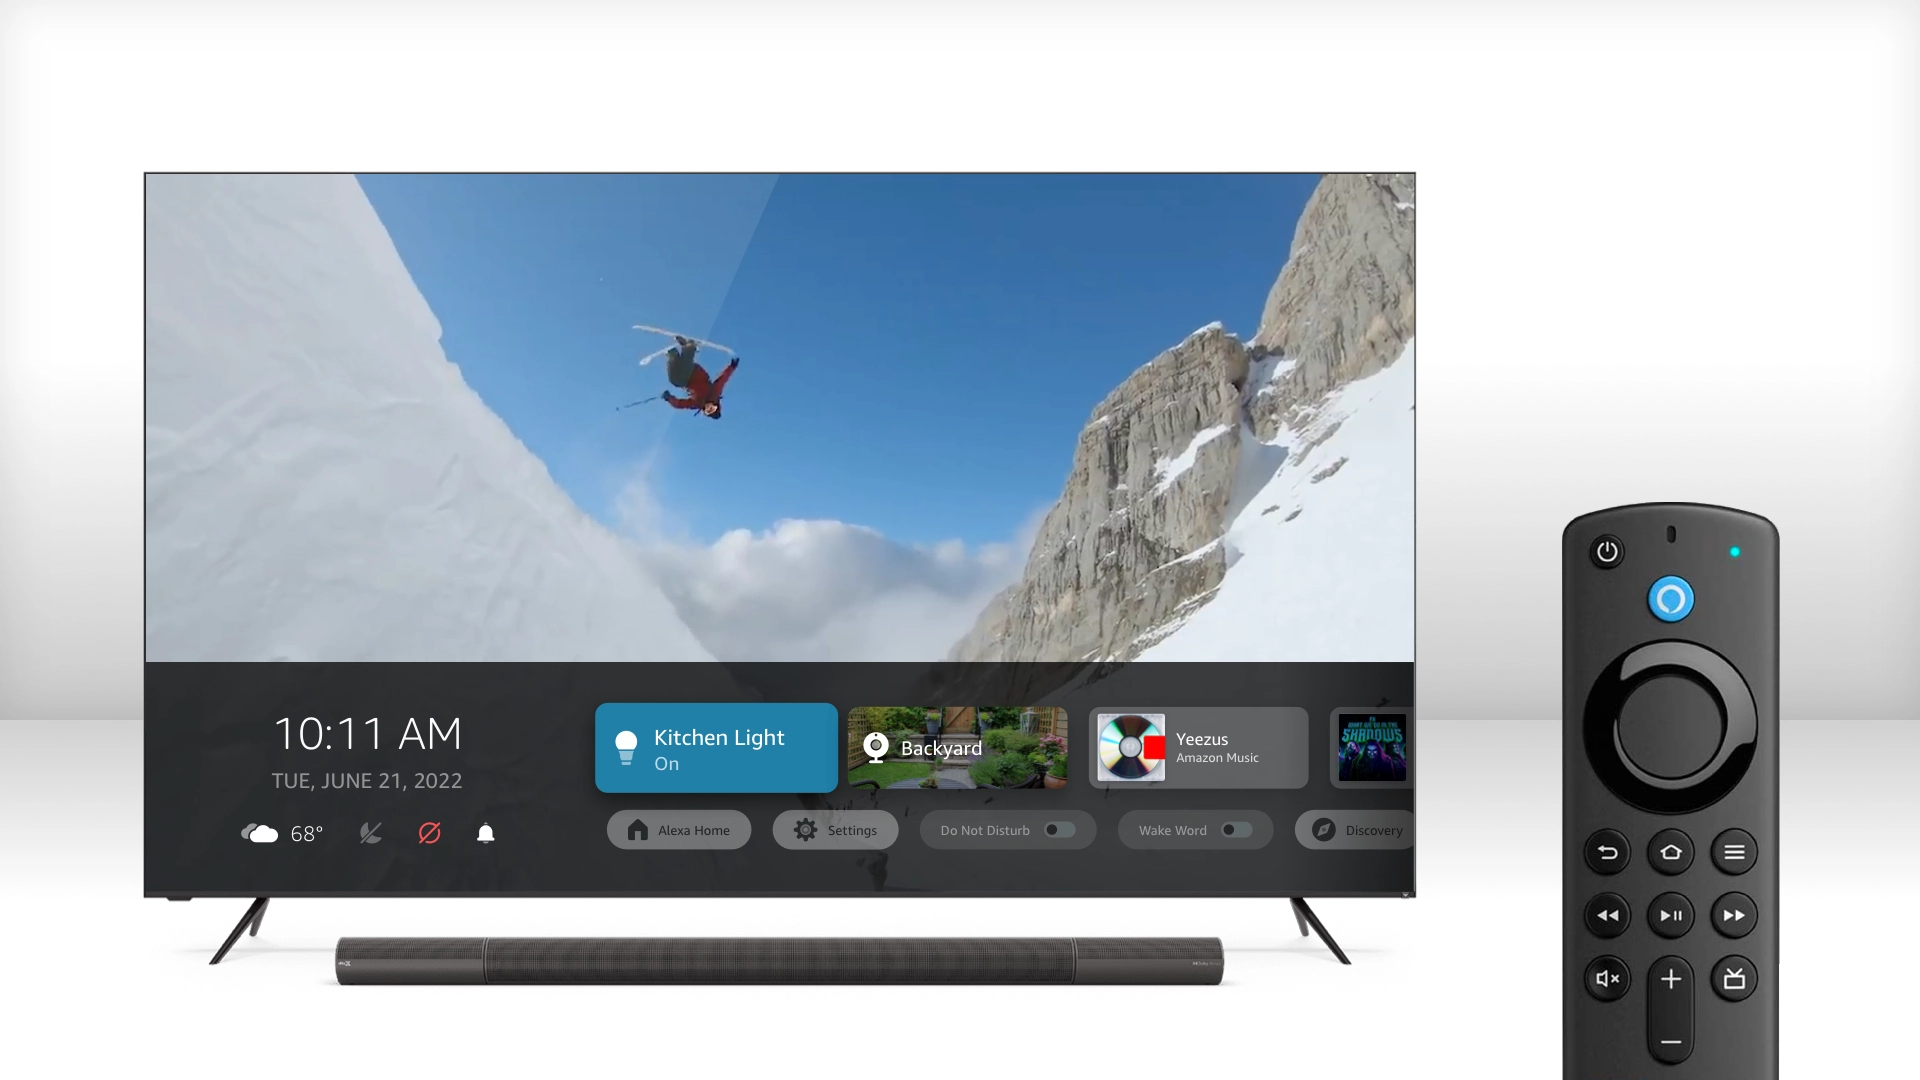 10:11 AM
TUE, JUNE 21, 2022
68°
Kitchen Light
On
Backyard
Yeezus
Amazon Music
SHADOWS
Alexa Home
Settings
Do Not Disturb
Wake Word
Discovery